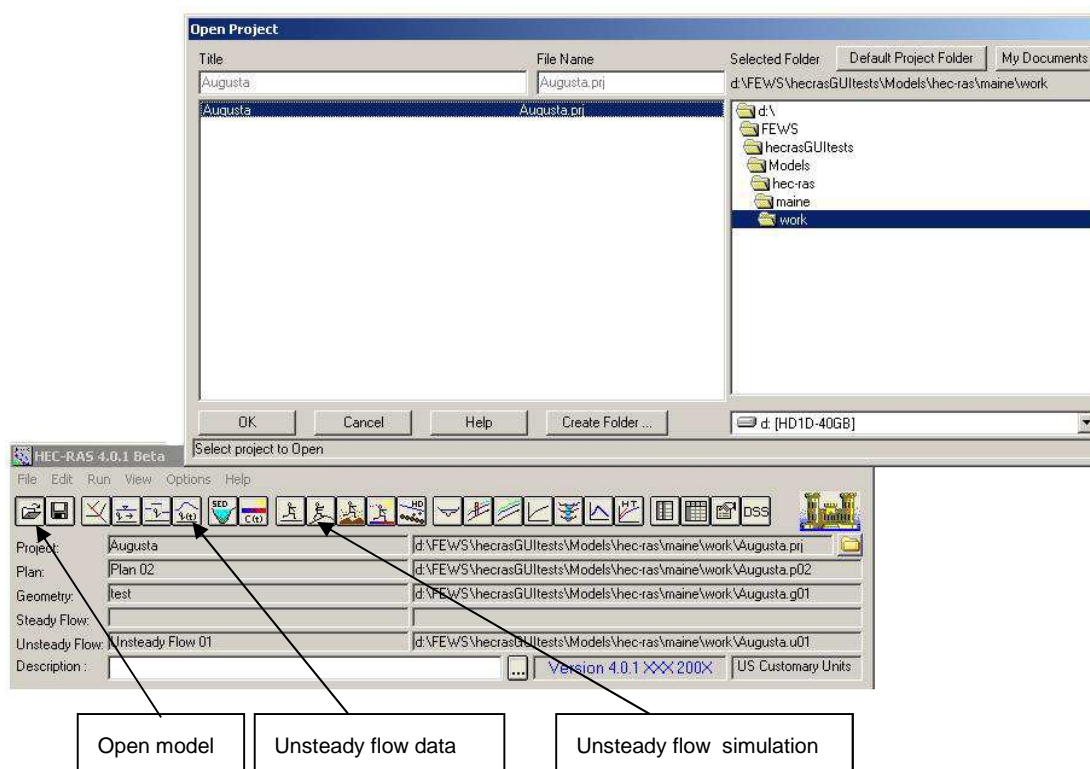 Open Project
Title File Name Selected Folder Default Project Folder My Documents
Augusta Augusta.prj d:\FEWS\hecrasGUItests\Models\hec-ras\maine\work
Augusta Augusta.prj
d:\
FEWS
hecrasGUItests
Models
hec-ras
maine
work
OK Cancel Help Create Folder ... d: [HD1D-40GB]
Select project to Open
HEC-RAS 4.0.1 Beta
File Edit Run View Options Help
SED C(t) HD H T DSS
Project: Augusta d:\FEWS\hecrasGUItests\Models\hec-ras\maine\work\Augusta.prj
Plan: Plan 02 d:\FEWS\hecrasGUItests\Models\hec-ras\maine\work\Augusta.p02
Geometry: test d:\FEWS\hecrasGUItests\Models\hec-ras\maine\work\Augusta.g01
Steady Flow:
Unsteady Flow: Unsteady Flow 01 d:\FEWS\hecrasGUItests\Models\hec-ras\maine\work\Augusta.u01
Description : ... Version 4.0.1 XXX 200X US Customary Units
Open model Unsteady flow data Unsteady flow simulation